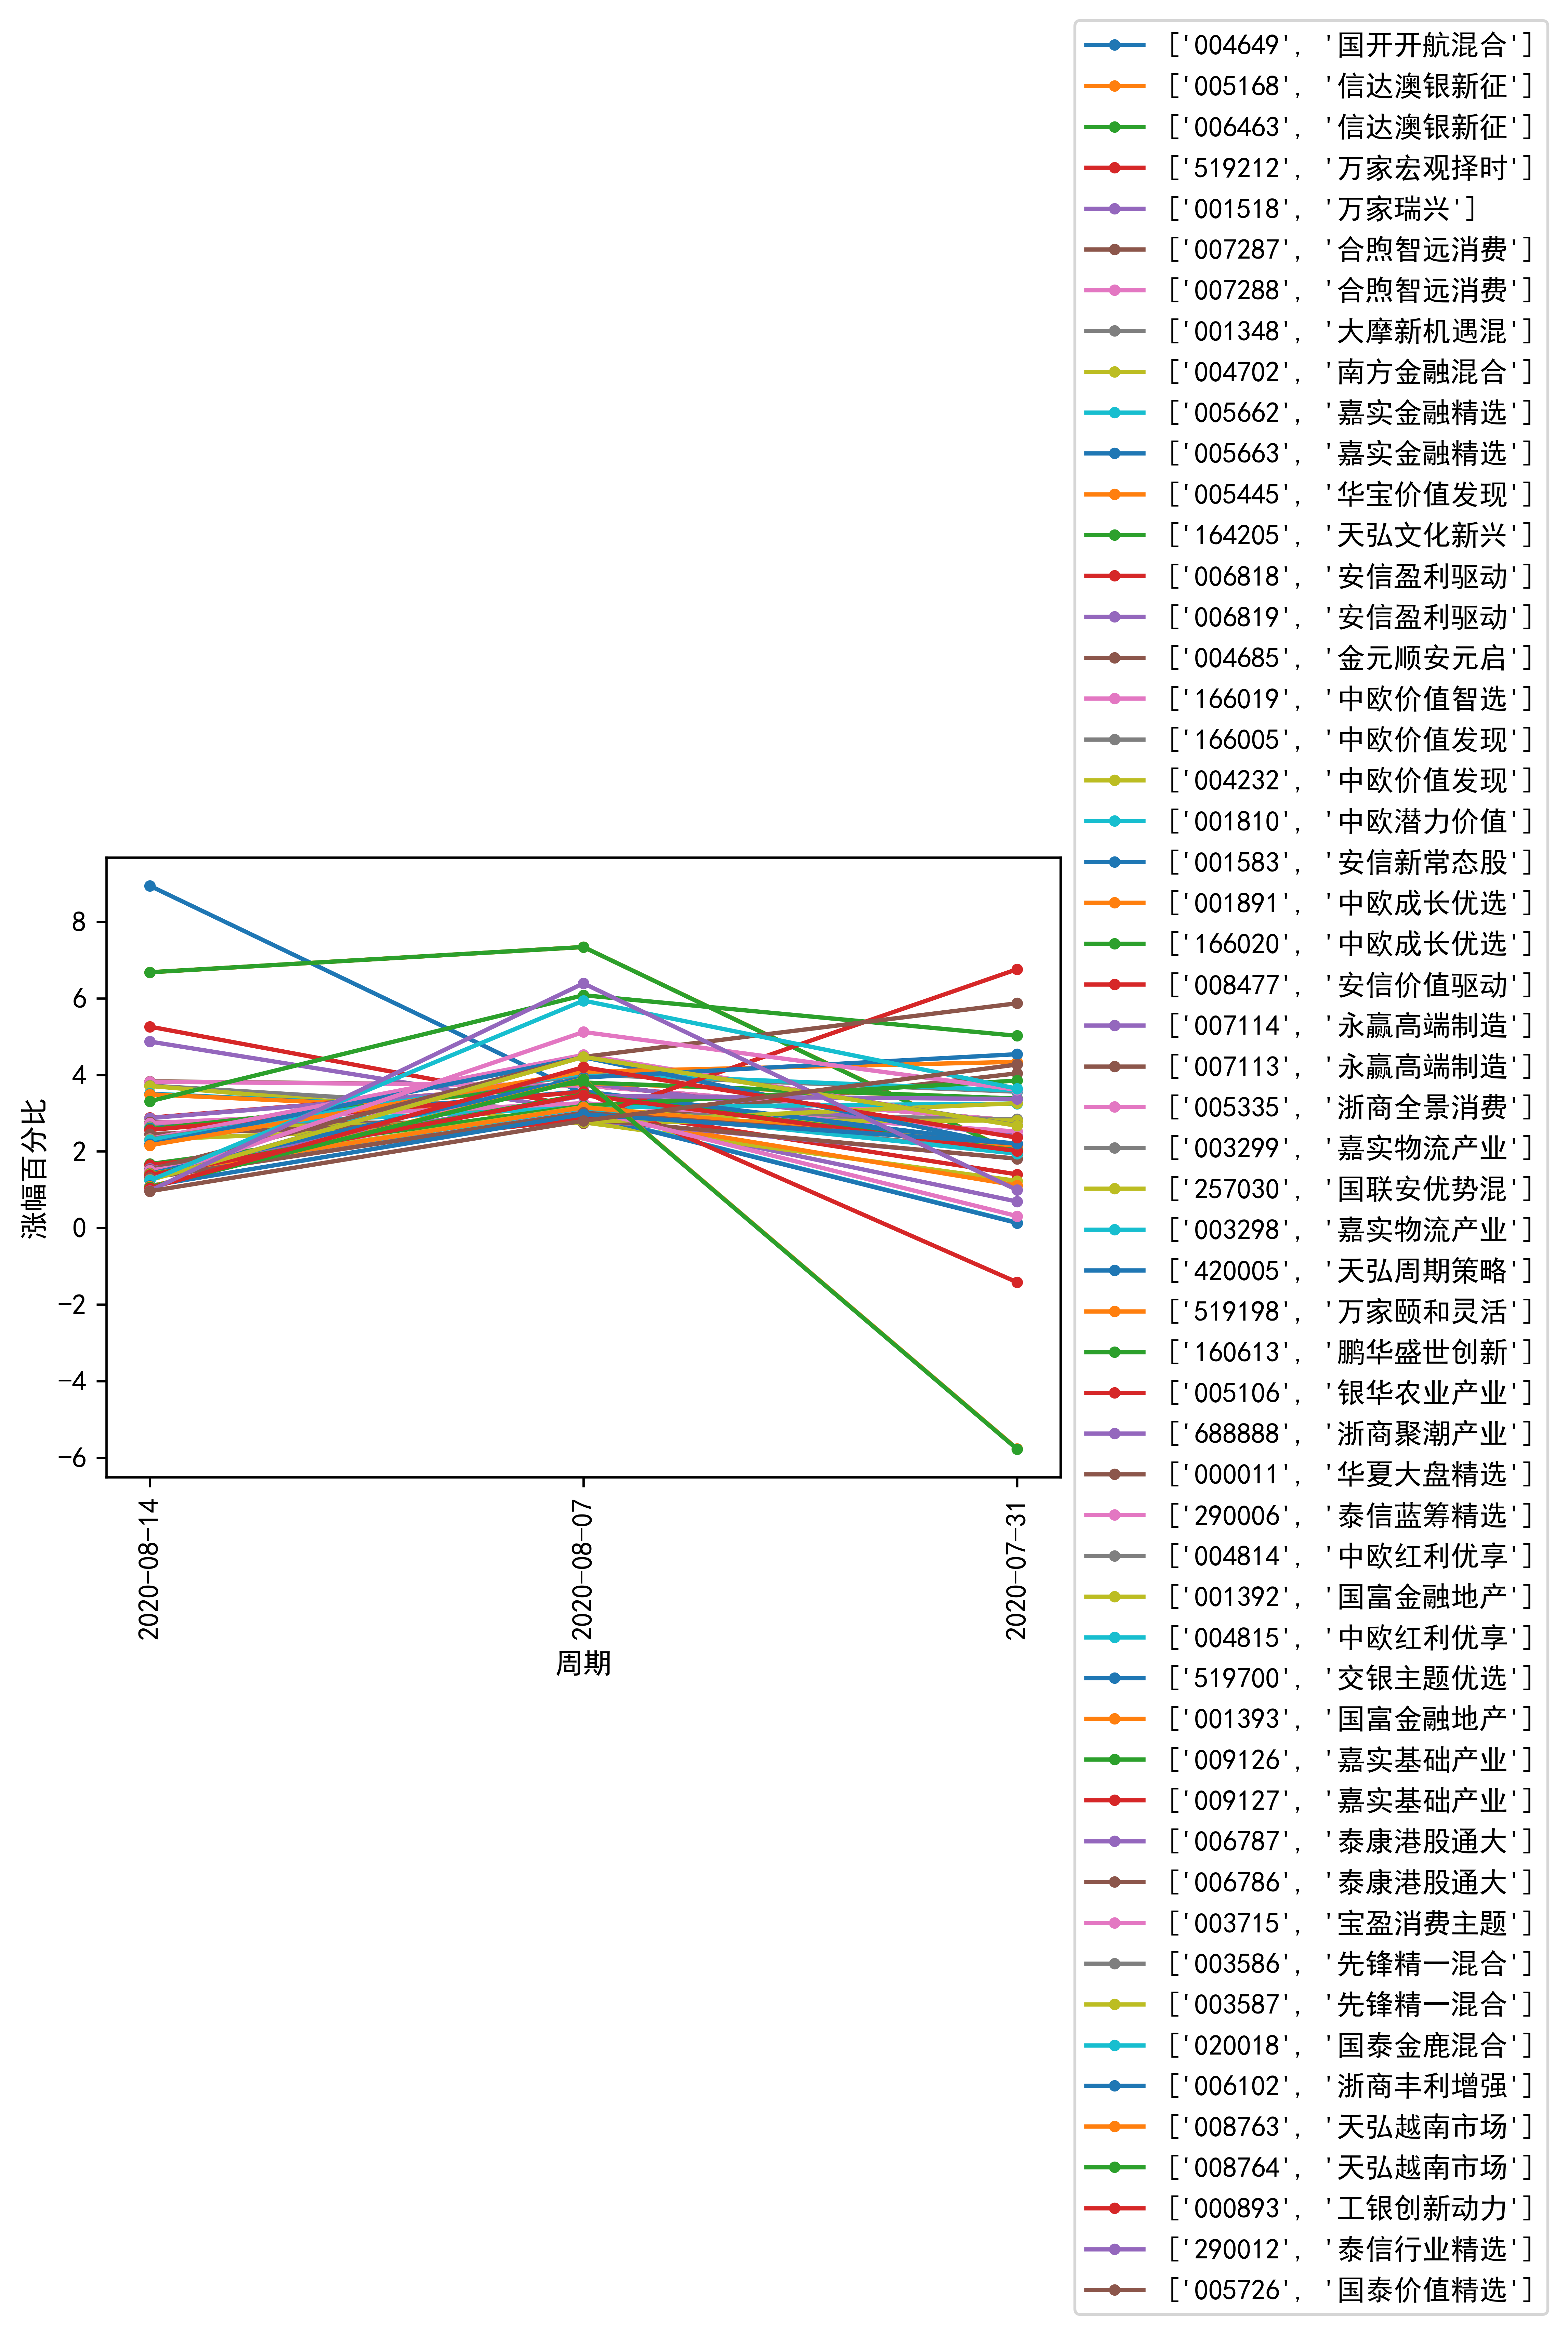 ['004649', '国开开航混合']
['005168', '信达澳银新征']
['006463', '信达澳银新征']
['519212', '万家宏观择时']
['001518', '万家瑞兴']
['007287', '合煦智远消费']
['007288', '合煦智远消费']
['001348', '大摩新机遇混']
['004702', '南方金融混合']
['005662', '嘉实金融精选']
['005663', '嘉实金融精选']
['005445', '华宝价值发现']
['164205', '天弘文化新兴']
['006818', '安信盈利驱动']
['006819', '安信盈利驱动']
['004685', '金元顺安元启']
['166019', '中欧价值智选']
['166005', '中欧价值发现']
['004232', '中欧价值发现']
['001810', '中欧潜力价值']
['001583', '安信新常态股']
['001891', '中欧成长优选']
['166020', '中欧成长优选']
['008477', '安信价值驱动']
['007114', '永赢高端制造']
['007113', '永赢高端制造']
['005335', '浙商全景消费']
['003299', '嘉实物流产业']
['257030', '国联安优势混']
['003298', '嘉实物流产业']
['420005', '天弘周期策略']
['519198', '万家颐和灵活']
['160613', '鹏华盛世创新']
['005106', '银华农业产业']
['688888', '浙商聚潮产业']
['000011', '华夏大盘精选']
['290006', '泰信蓝筹精选']
['004814', '中欧红利优享']
['001392', '国富金融地产']
['004815', '中欧红利优享']
['519700', '交银主题优选']
['001393', '国富金融地产']
['009126', '嘉实基础产业']
['009127', '嘉实基础产业']
['006787', '泰康港股通大']
['006786', '泰康港股通大']
['003715', '宝盈消费主题']
['003586', '先锋精一混合']
['003587', '先锋精一混合']
['020018', '国泰金鹿混合']
['006102', '浙商丰利增强']
['008763', '天弘越南市场']
['008764', '天弘越南市场']
['000893', '工银创新动力']
['290012', '泰信行业精选']
['005726', '国泰价值精选']
涨幅百分比
8
6
4
2
0
−2
−4
−6
2020-08-14
2020-08-07
2020-07-31
周期